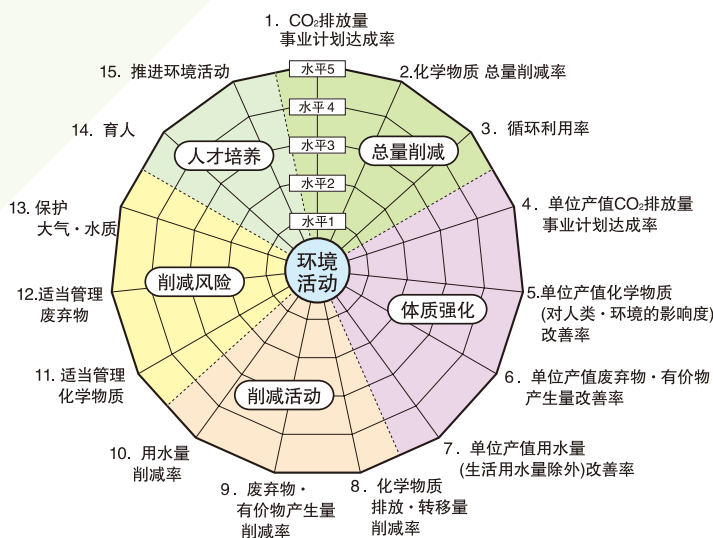 1. CO₂排放量
事业计划达成率
2.化学物质 总量削减率
3. 循环利用率
4. 单位产值CO₂排放量
事业计划达成率
5.单位产值化学物质
(对人类・环境的影响度)
改善率
6. 单位产值废弃物・有价物
产生量改善率
7. 单位产值用水量
(生活用水量除外)改善率
8. 化学物质
排放・转移量
削减率
9. 废弃物・
有价物产生量
削减率
10. 用水量
削减率
11. 适当管理
化学物质
12.适当管理
废弃物
13. 保护
大气・水质
14. 育人
15. 推进环境活动
水平5
水平4
水平3
水平2
水平1
环境
活动
总量削减
体质强化
削减活动
削减风险
人才培养